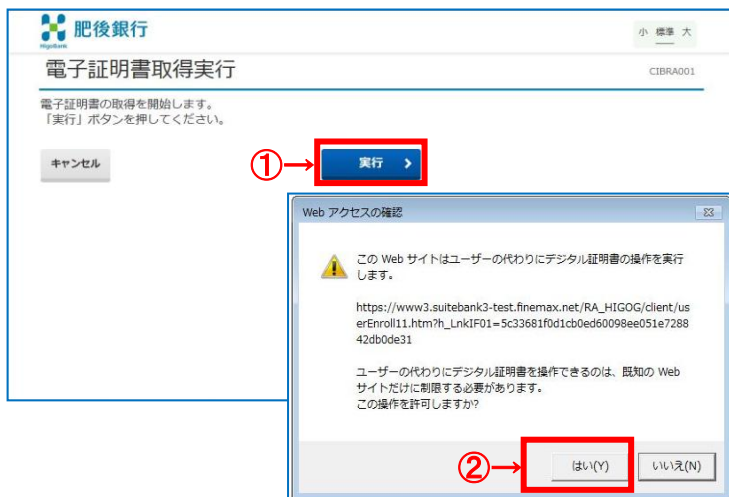 肥後銀行
HigoBank
小 標準 大
電子証明書取得実行
CIBRA001
電子証明書の取得を開始します。
「実行」ボタンを押してください。
キャンセル
①→
実行 >
Web アクセスの確認
この Web サイトはユーザーの代わりにデジタル証明書の操作を実行
します。
https://www3.suitebank3-test.finemax.net/RA_HIGOG/client/us
erEnroll11.htm?h_LnkIF01=5c33681f0d1cb0ed60098ee051e7288
42db0de31
ユーザーの代わりにデジタル証明書を操作できるのは、既知の Web
サイトだけに制限する必要があります。
この操作を許可しますか?
②→
はい(Y)
いいえ(N)